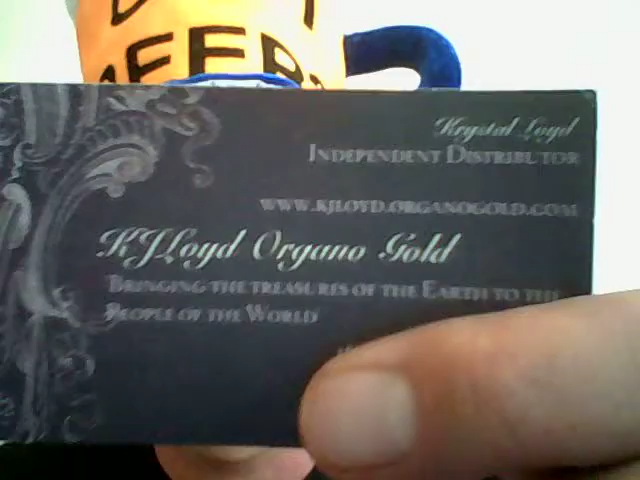 BEER
Krystal Loyd
INDEPENDENT DISTRIBUTOR
WWW.KJLOYD.ORGANOGOLD.COM
KJLoyd Organo Gold
BRINGING THE TREASURES OF THE EARTH TO THE
PEOPLE OF THE WORLD